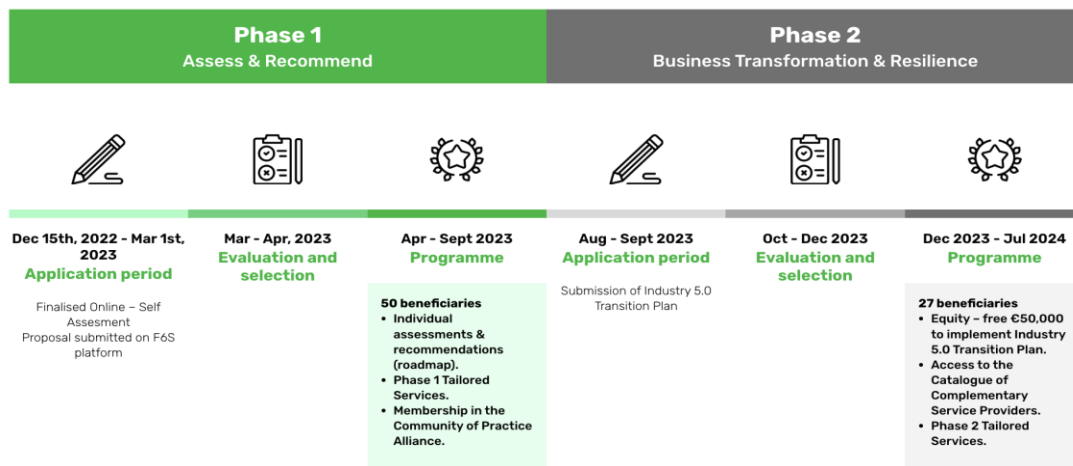 Phase 1
Assess & Recommend
Phase 2
Business Transformation & Resilience
Dec 15th, 2022 - Mar 1st,
2023
Application period
Finalised Online – Self
Assesment
Proposal submitted on F6S
platform
Mar - Apr, 2023
Evaluation and
selection
Apr - Sept 2023
Programme
50 beneficiaries
• Individual
assessments &
recommendations
(roadmap).
• Phase 1 Tailored
Services.
• Membership in the
Community of Practice
Alliance.
Aug - Sept 2023
Application period
Submission of Industry 5.0
Transition Plan
Oct - Dec 2023
Evaluation and
selection
Dec 2023 - Jul 2024
Programme
27 beneficiaries
• Equity – free €50,000
to implement Industry
5.0 Transition Plan.
• Access to the
Catalogue of
Complementary
Service Providers.
• Phase 2 Tailored
Services.